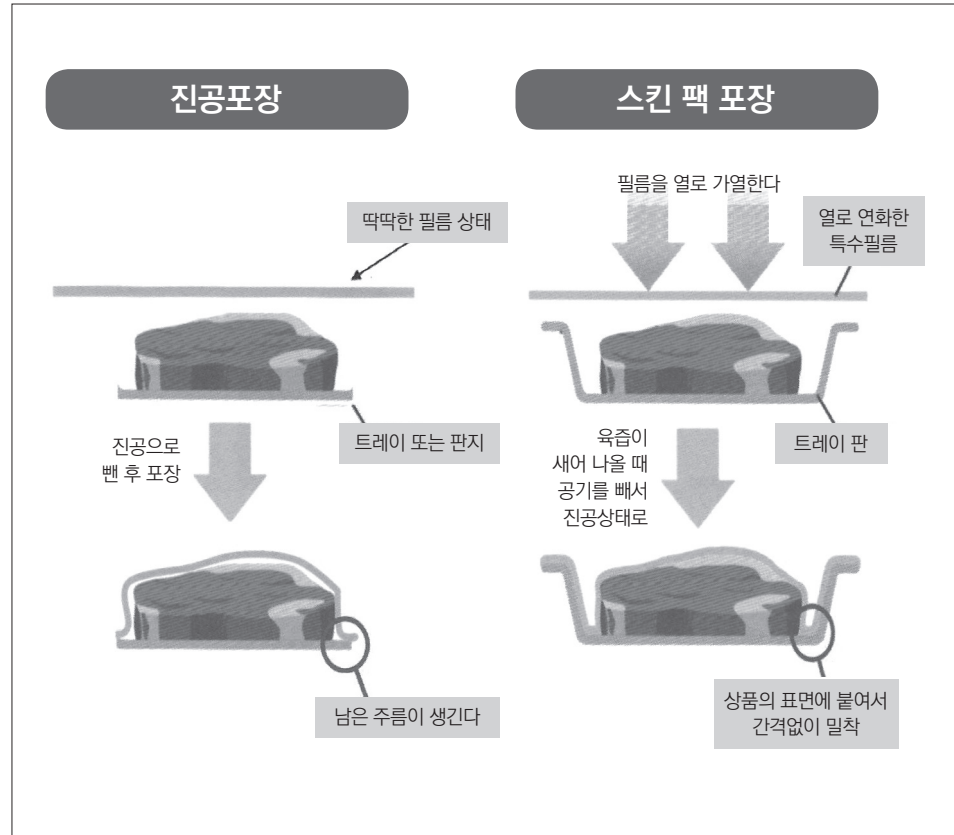 진공포장
딱딱한 필름 상태
트레이 또는 판지
진공으로
뺀 후 포장
남은 주름이 생긴다
스킨 팩 포장
필름을 열로 가열한다
열로 연화한
특수필름
트레이 판
육즙이
새어 나올 때
공기를 빼서
진공상태로
상품의 표면에 붙여서
간격없이 밀착